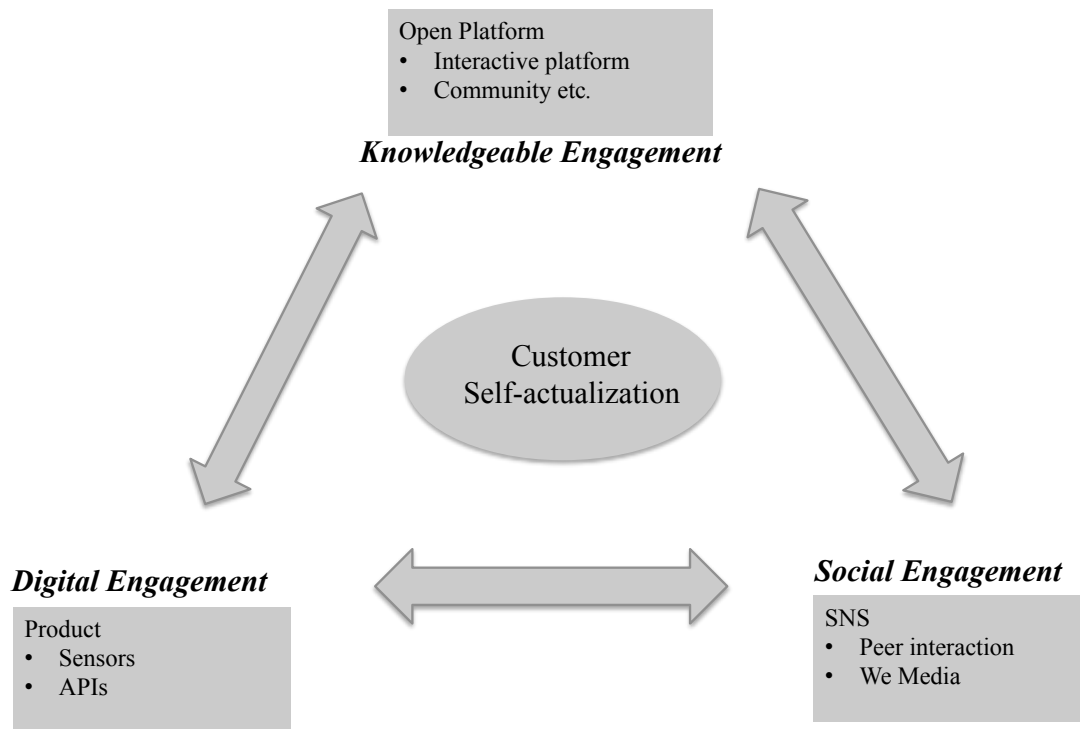 Open Platform
• Interactive platform
• Community etc.
Knowledgeable Engagement
Customer
Self-actualization
Digital Engagement
Product
• Sensors
• APIs
Social Engagement
SNS
• Peer interaction
• We Media